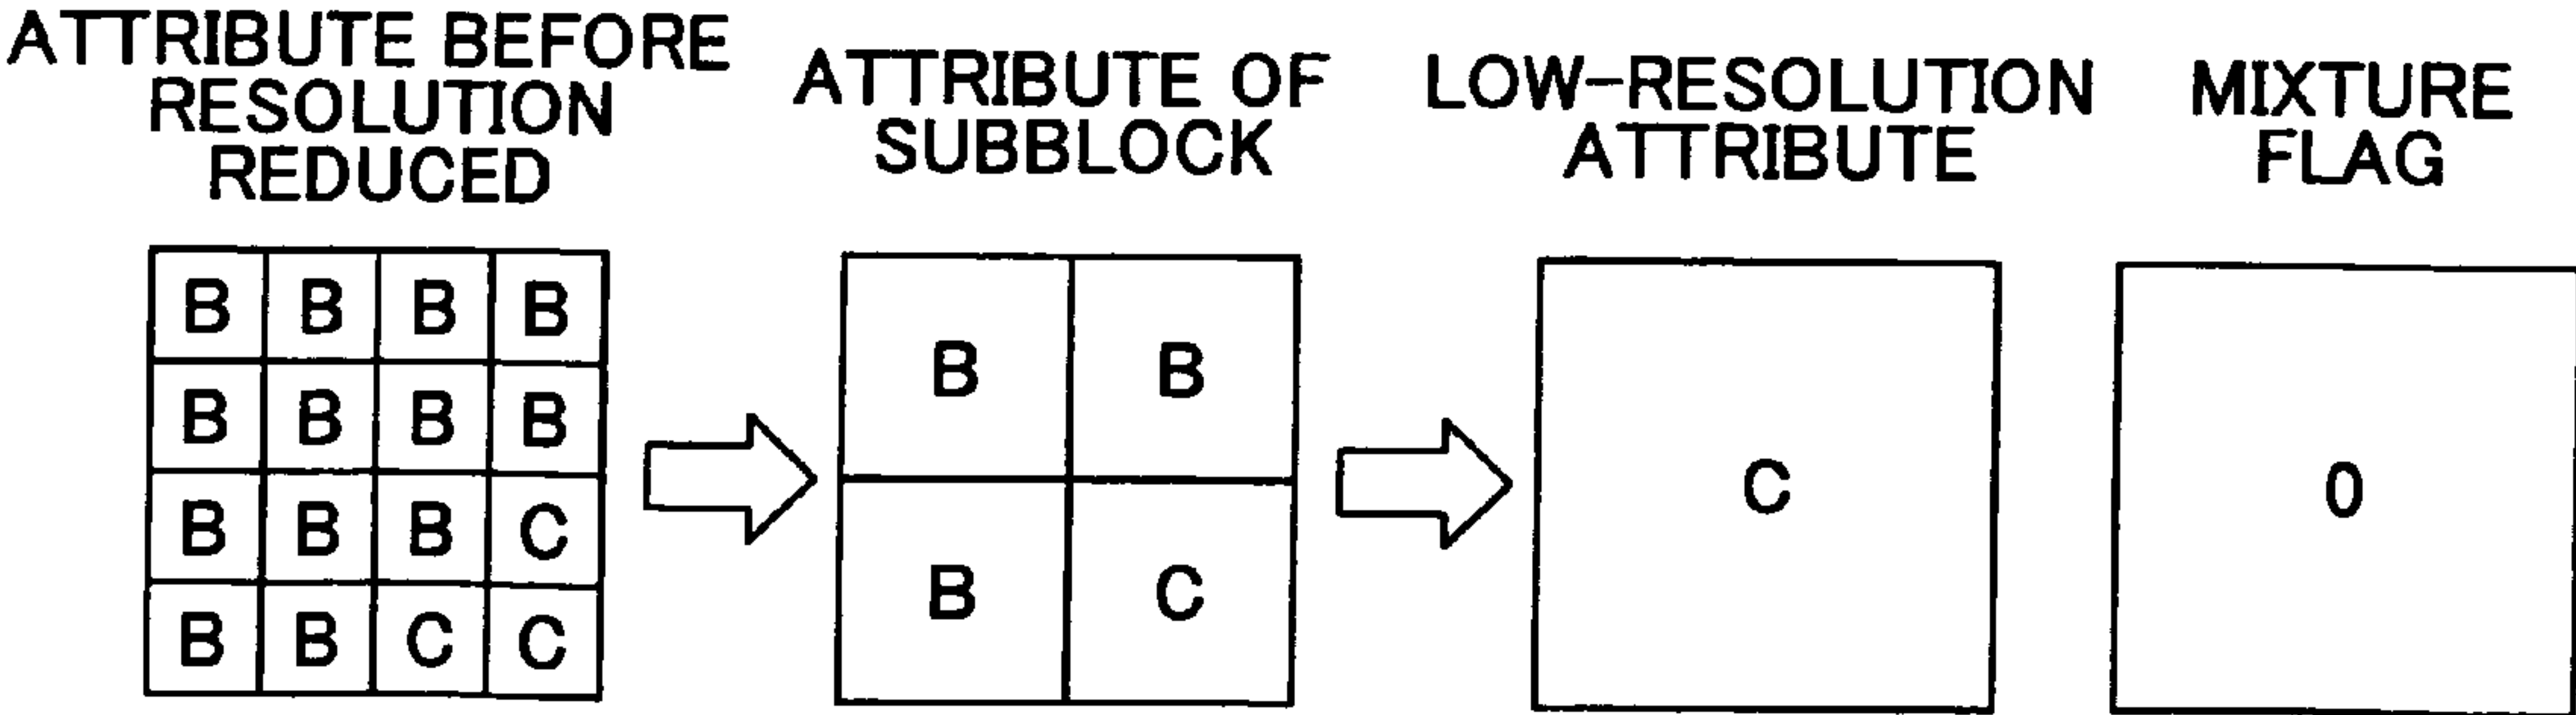 ATTRIBUTE BEFORE
RESOLUTION
REDUCED
ATTRIBUTE OF
SUBBLOCK
LOW-RESOLUTION
ATTRIBUTE
MIXTURE
FLAG
B B B B
B B B B
B B B C
B B C C
B B
B C
C
0